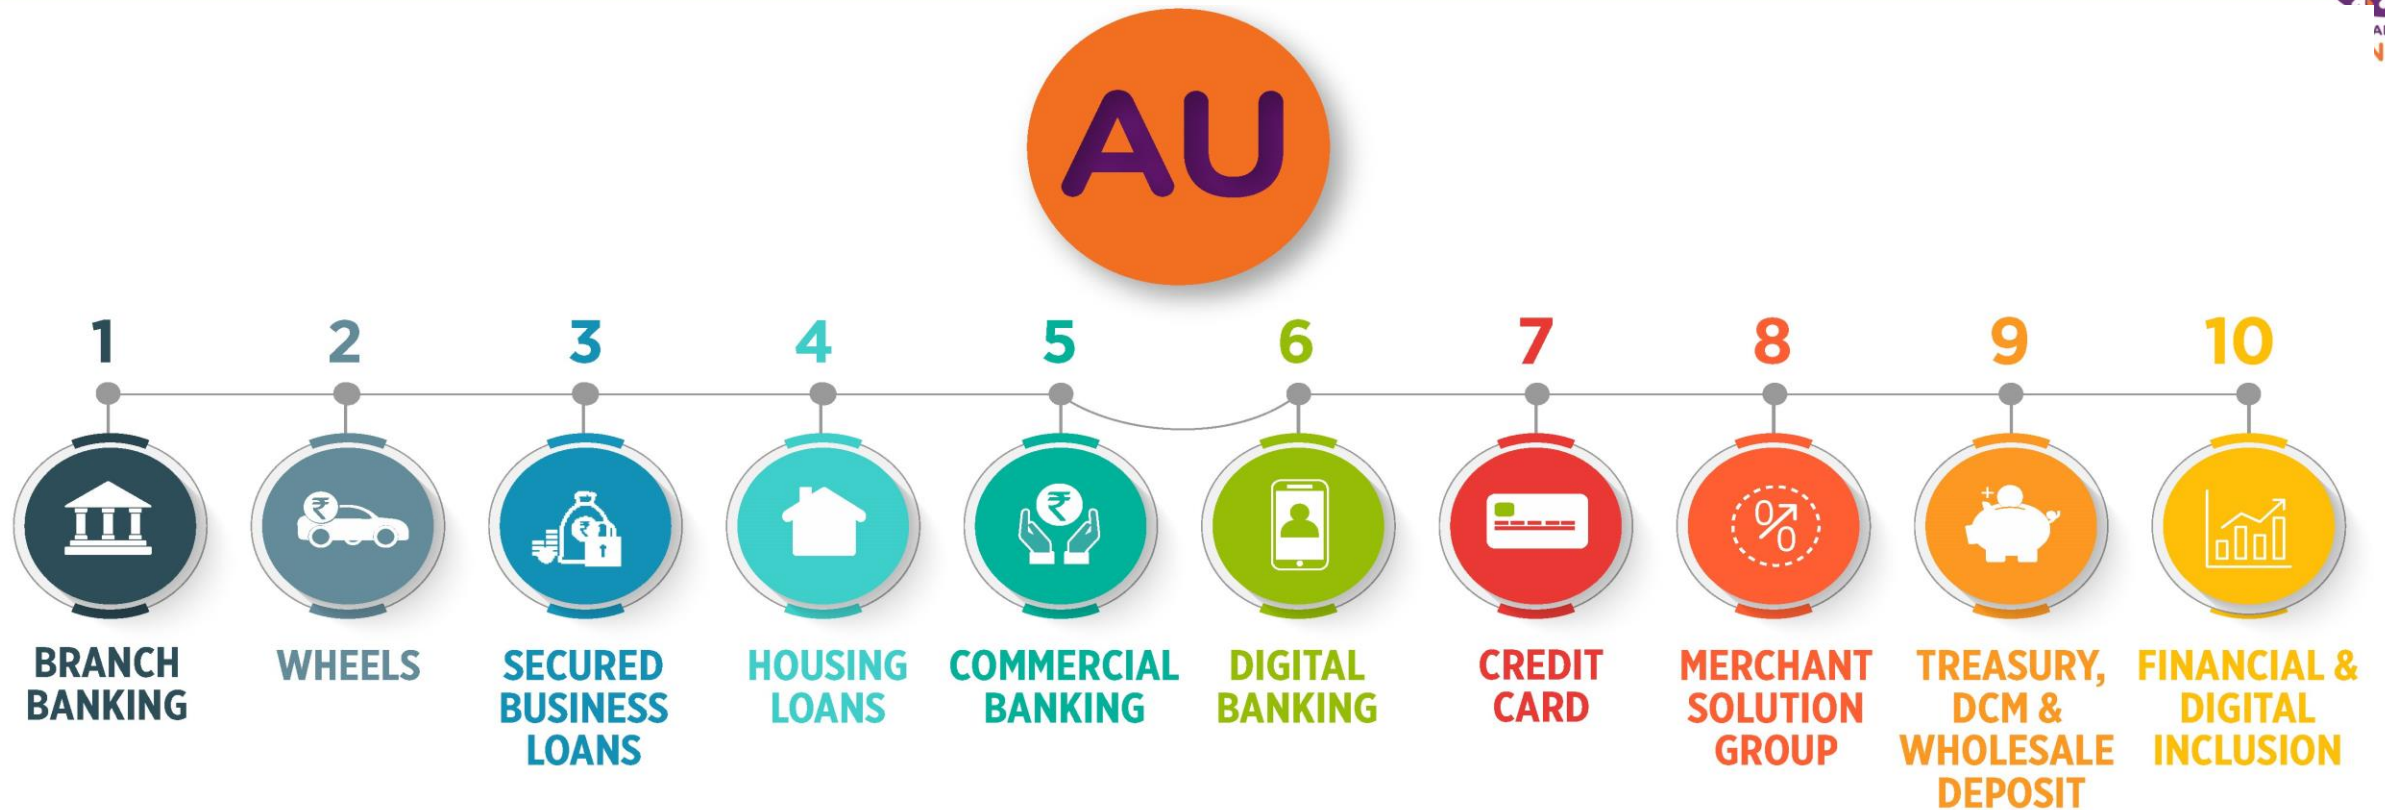 AU
1
2
3
4
5
6
7
8
9
10
BRANCH
BANKING
WHEELS
SECURED
BUSINESS
LOANS
HOUSING
LOANS
COMMERCIAL
BANKING
DIGITAL
BANKING
CREDIT
CARD
MERCHANT
SOLUTION
GROUP
TREASURY,
DCM &
WHOLESALE
DEPOSIT
FINANCIAL &
DIGITAL
INCLUSION